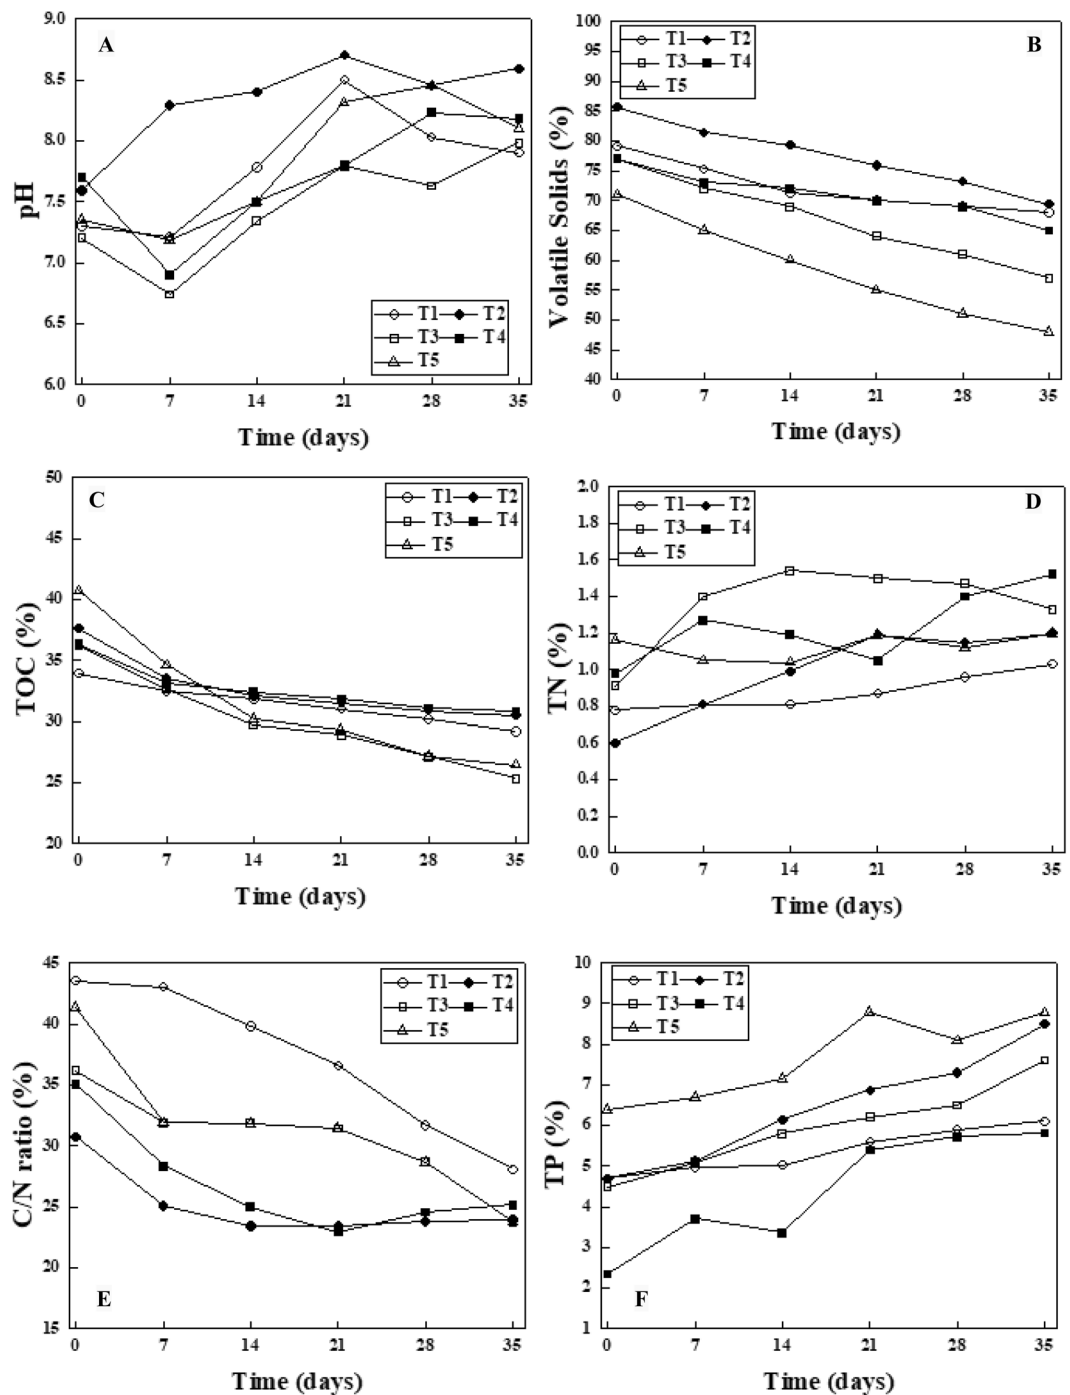 A
9.0
8.5
8.0
7.5
7.0
6.5
6.0
pH
T1 T2
T3 T4
T5
0 7 14 21 28 35
Time (days)
B
100
95
90
85
80
75
70
65
60
55
50
45
40
Volatile Solids (%)
T1 T2
T3 T4
T5
0 7 14 21 28 35
Time (days)
C
50
45
40
35
30
25
20
TOC (%)
T1 T2
T3 T4
T5
0 7 14 21 28 35
Time (days)
D
2.0
1.8
1.6
1.4
1.2
1.0
0.8
0.6
0.4
0.2
0.0
TN (%)
T1 T2
T3 T4
T5
0 7 14 21 28 35
Time (days)
45
40
35
30
25
20
15
C/N ratio (%)
T1 T2
T3 T4
T5
E
0 7 14 21 28 35
Time (days)
10
9
8
7
6
5
4
3
2
1
TP (%)
T1 T2
T3 T4
T5
F
0 7 14 21 28 35
Time (days)